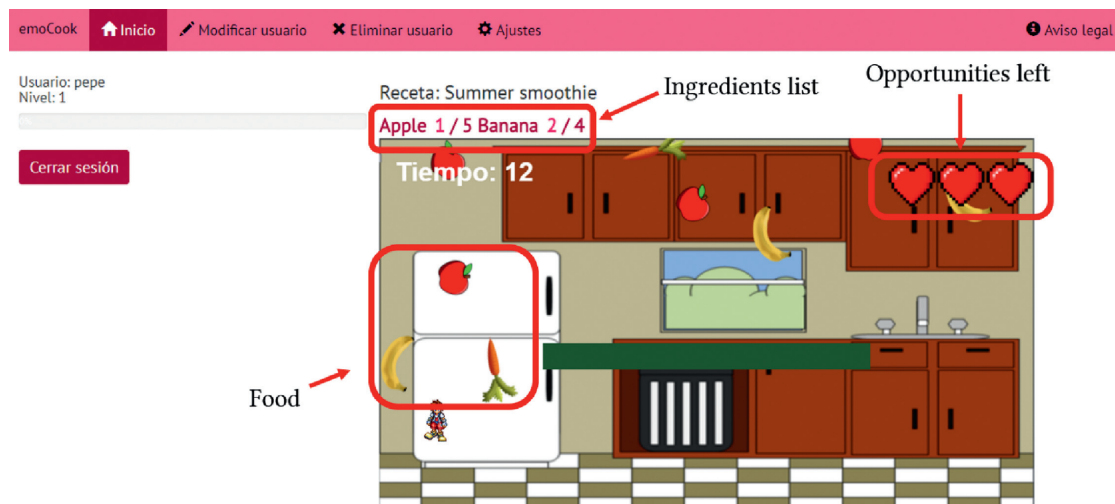 emoCook Inicio Modificar usuario Eliminar usuario Ajustes Aviso legal
Usuario: pepe
Nivel: 1
Cerrar sesión
Receta: Summer smoothie
Apple 1 / 5 Banana 2 / 4
Tiempo: 12
Ingredients list
Opportunities left
Food